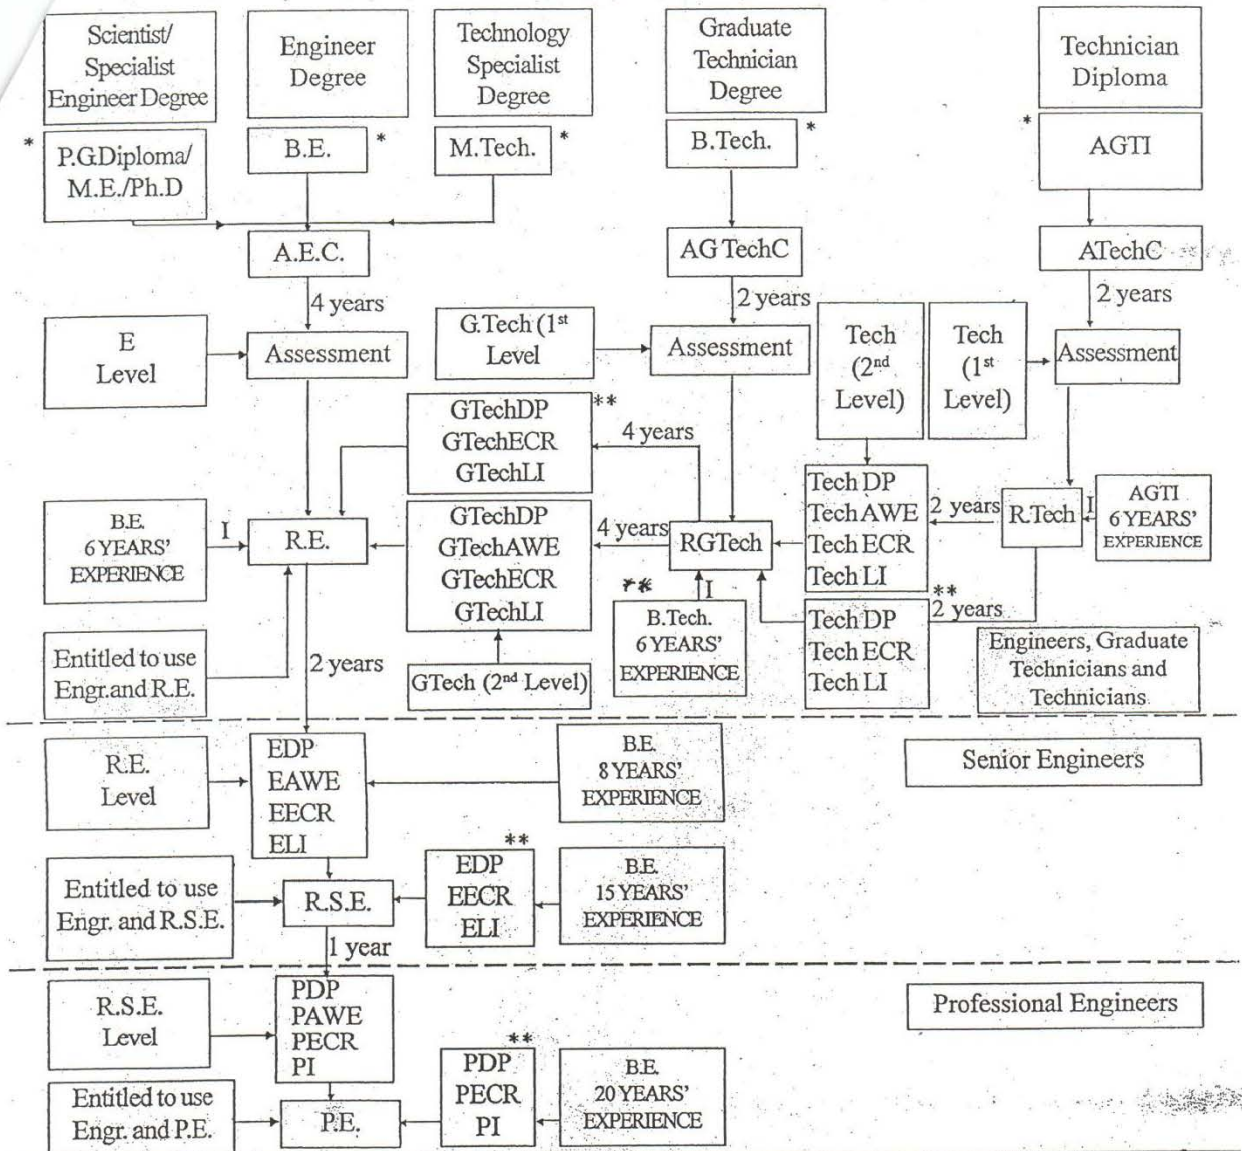 Scientist/
Specialist
Engineer Degree
Engineer
Degree
Technology
Specialist
Degree
Graduate
Technician
Degree
Technician
Diploma
*
P.G.Diploma/
M.E./Ph.D
B.E.
*
M.Tech.
*
B.Tech.
*
*
AGTI
A.E.C.
AGTechC
ATechC
4 years
2 years
2 years
E
Level
Assessment
G.Tech (1st
Level
Assessment
Tech
(2nd
Level)
Tech
(1st
Level)
Assessment
GTechDP
GTechECR
GTechLI
**
4 years
B.E.
6 YEARS'
EXPERIENCE
I
R.E.
GTechDP
GTechAWE
GTechECR
GTechLI
4 years
RGTech
Tech DP
Tech AWE
Tech ECR
Tech LI
2 years
R.Tech
I
AGTI
6 YEARS'
EXPERIENCE
**
I
B.Tech.
6 YEARS'
EXPERIENCE
**
Tech DP
Tech ECR
Tech LI
2 years
Entitled to use
Engr.and R.E.
2 years
GTech (2nd Level)
Engineers, Graduate
Technicians and
Technicians
R.E.
Level
EDP
EAWE
EECR
ELI
B.E.
8 YEARS'
EXPERIENCE
Senior Engineers
Entitled to use
Engr. and R.S.E.
R.S.E.
**
EDP
EECR
ELI
B.E.
15 YEARS'
EXPERIENCE
1 year
R.S.E.
Level
PDP
PAWE
PECR
PI
Professional Engineers
Entitled to use
Engr. and P.E.
P.E.
**
PDP
PECR
PI
B.E.
20 YEARS'
EXPERIENCE